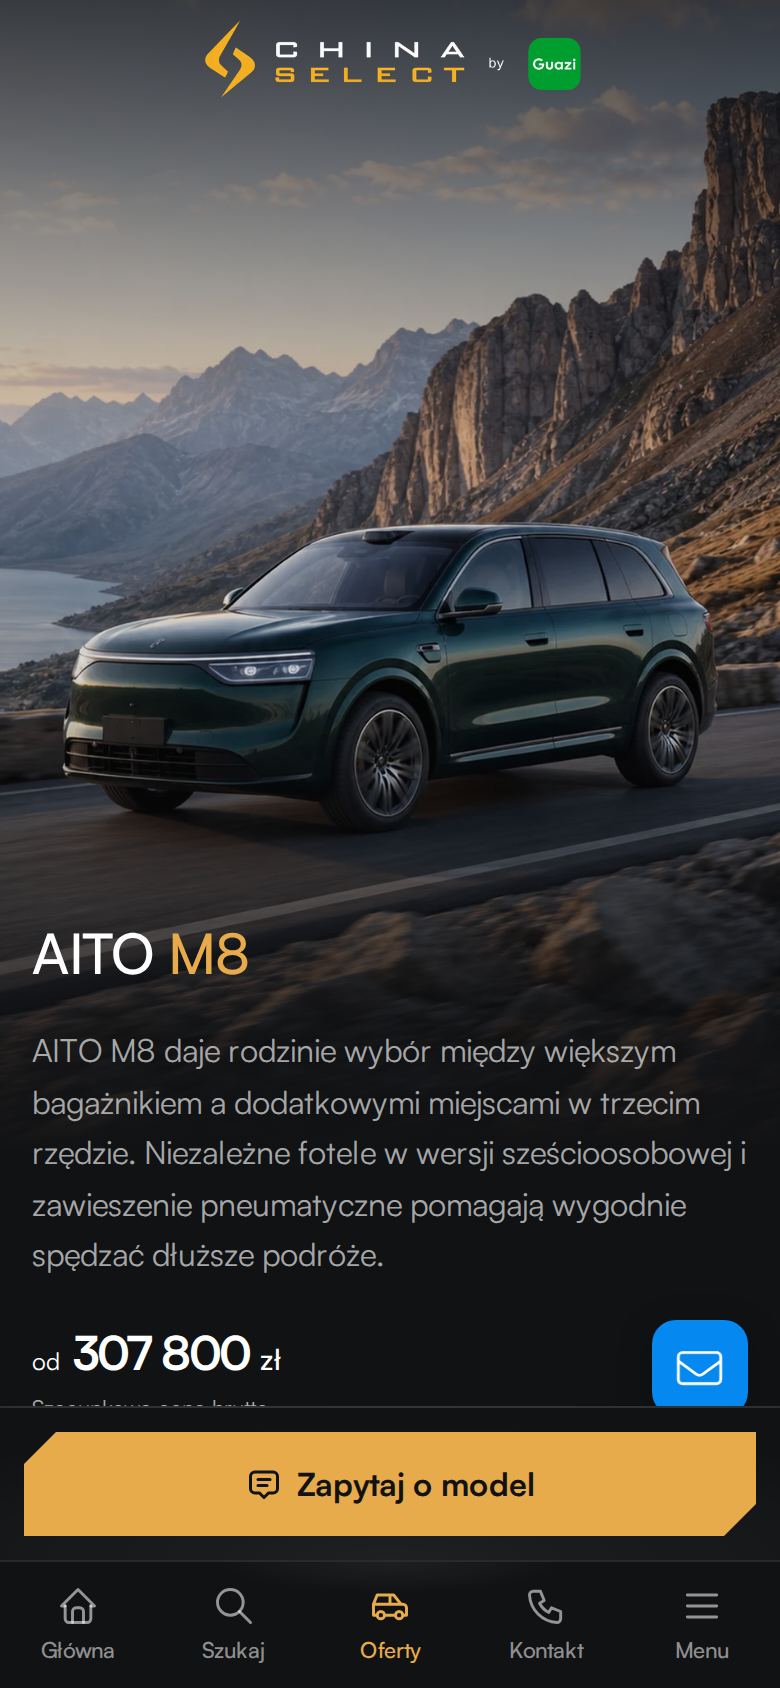 CHINA
SELECT
by
Guazi
AITO M8
AITO M8 daje rodzinie wybór między większym
bagażnikiem a dodatkowymi miejscami w trzecim
rzędzie. Niezależne fotele w wersji sześcioosobowej i
zawieszenie pneumatyczne pomagają wygodnie
spędzać dłuższe podróże.
od 307 800 zł
Zapytaj o model
Główna
Szukaj
Oferty
Kontakt
Menu